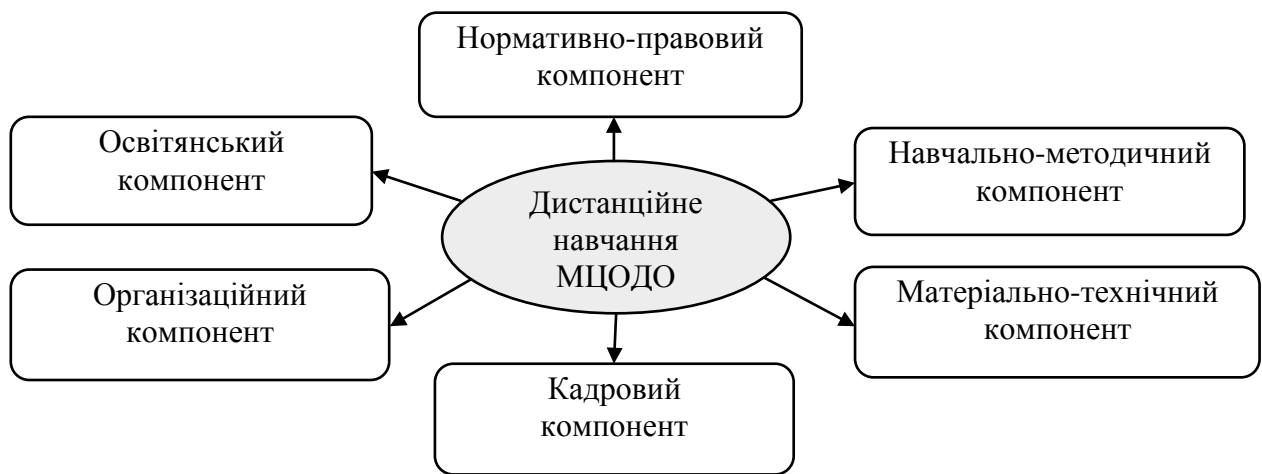 Нормативно-правовий
компонент
Освітянський
компонент
Навчально-методичний
компонент
Дистанційне
навчання
МЦОДО
Організаційний
компонент
Матеріально-технічний
компонент
Кадровий
компонент